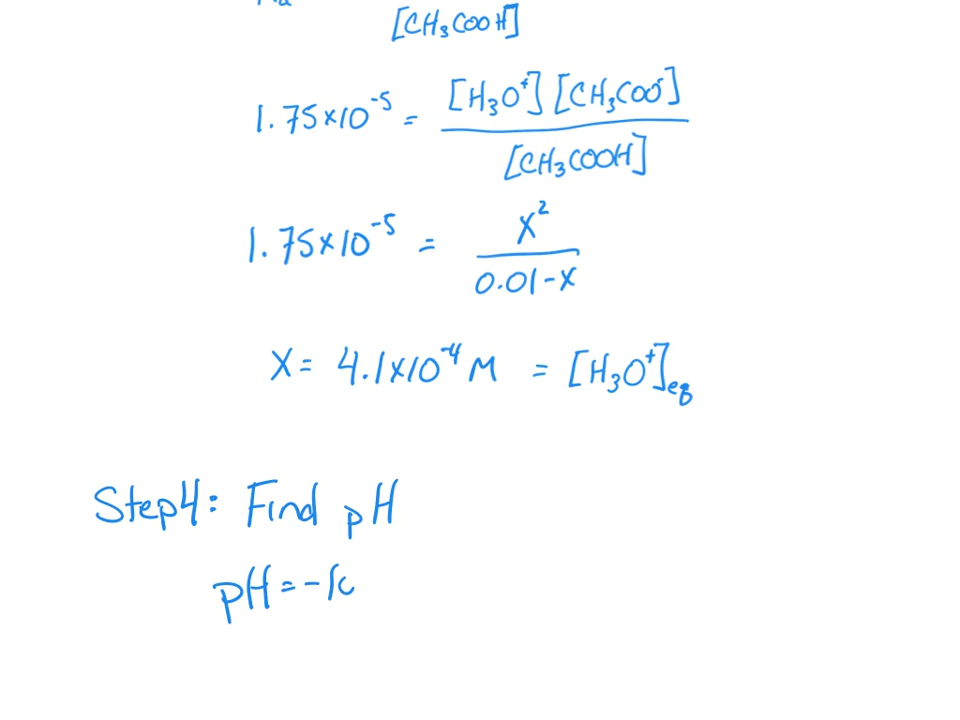 [CH₃COOH]
1.75×10⁻⁵ = [H₃O⁺][CH₃COO⁻]
[CH₃COOH]
1.75×10⁻⁵ = x²
0.01-x
x = 4.1×10⁻⁴ M = [H₃O⁺]eq
Step 4: Find pH
pH = -lo